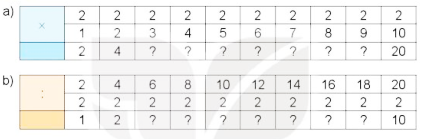 a)
× 2 2 2 2 2 2 2 2 2 2
1 2 3 4 5 6 7 8 9 10
2 4 ? ? ? ? ? ? ? 20
b)
: 2 4 6 8 10 12 14 16 18 20
2 2 2 2 2 2 2 2 2 2
1 2 ? ? ? ? ? ? ? 10